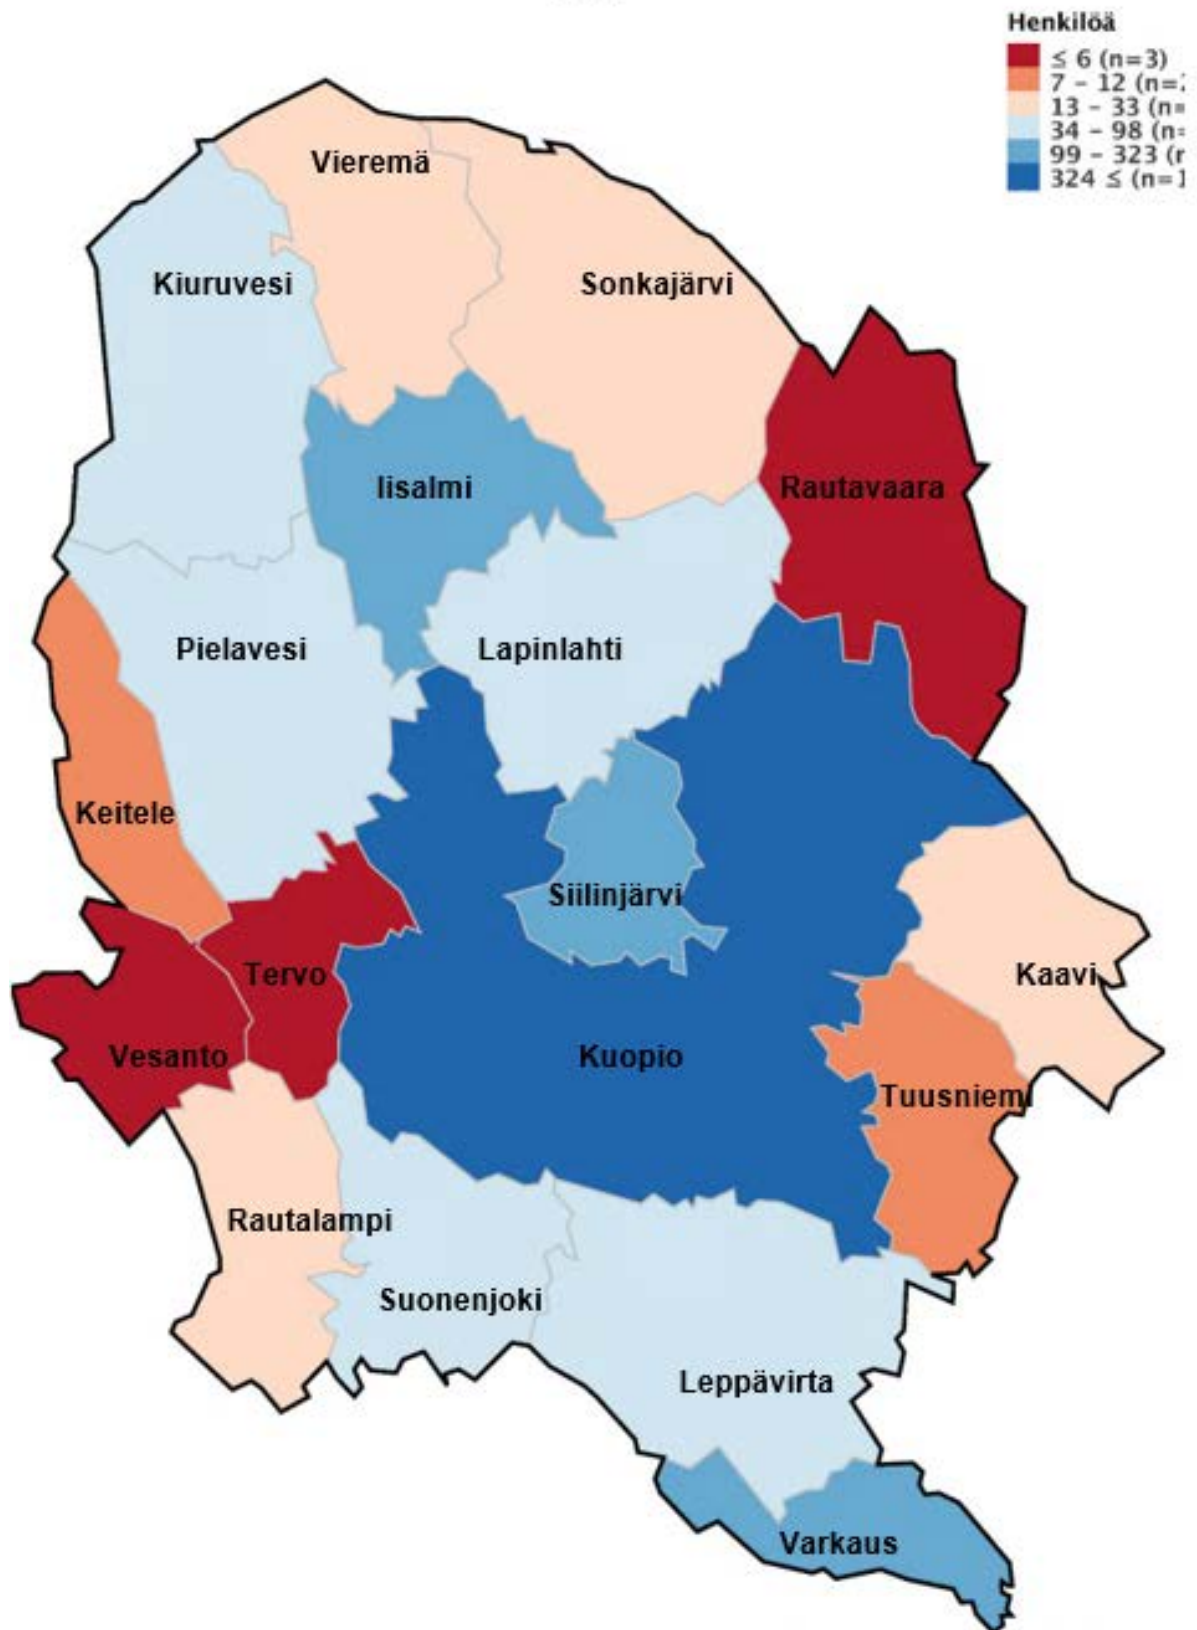 Henkilöä
≤ 6 (n=3)
7 - 12 (n=
13 - 33 (n=
34 - 98 (n=
99 - 323 (r
324 ≤ (n=1
Vieremä
Kiuruvesi
Sonkajärvi
Iisalmi
Rautavaara
Pielavesi
Lapinlahti
Keitele
Siilinjärvi
Tervo
Kaavi
Vesanto
Kuopio
Tuusniemi
Rautalampi
Suonenjoki
Leppävirta
Varkaus